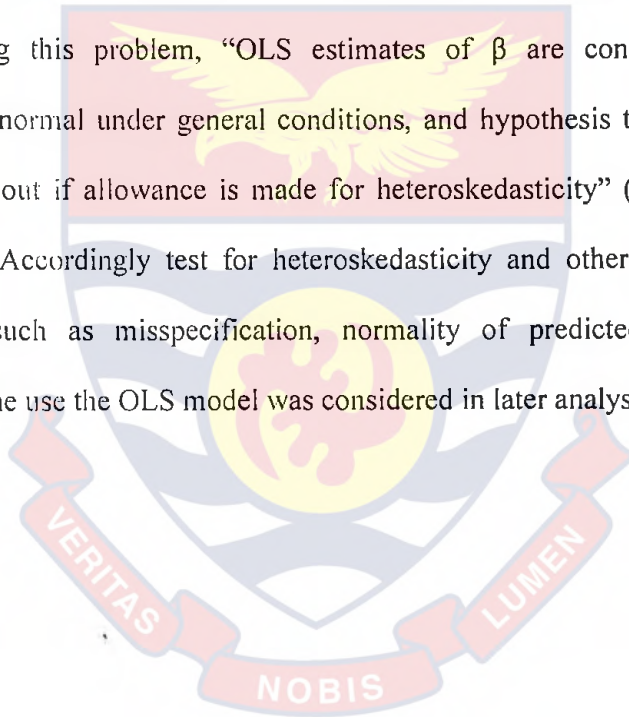 g this problem, “OLS estimates of β are con
normal under general conditions, and hypothesis t
out if allowance is made for heteroskedasticity” (
Accordingly test for heteroskedasticity and other
such as misspecification, normality of predicte
he use the OLS model was considered in later analys
VERITAS
NOBIS
LUMEN